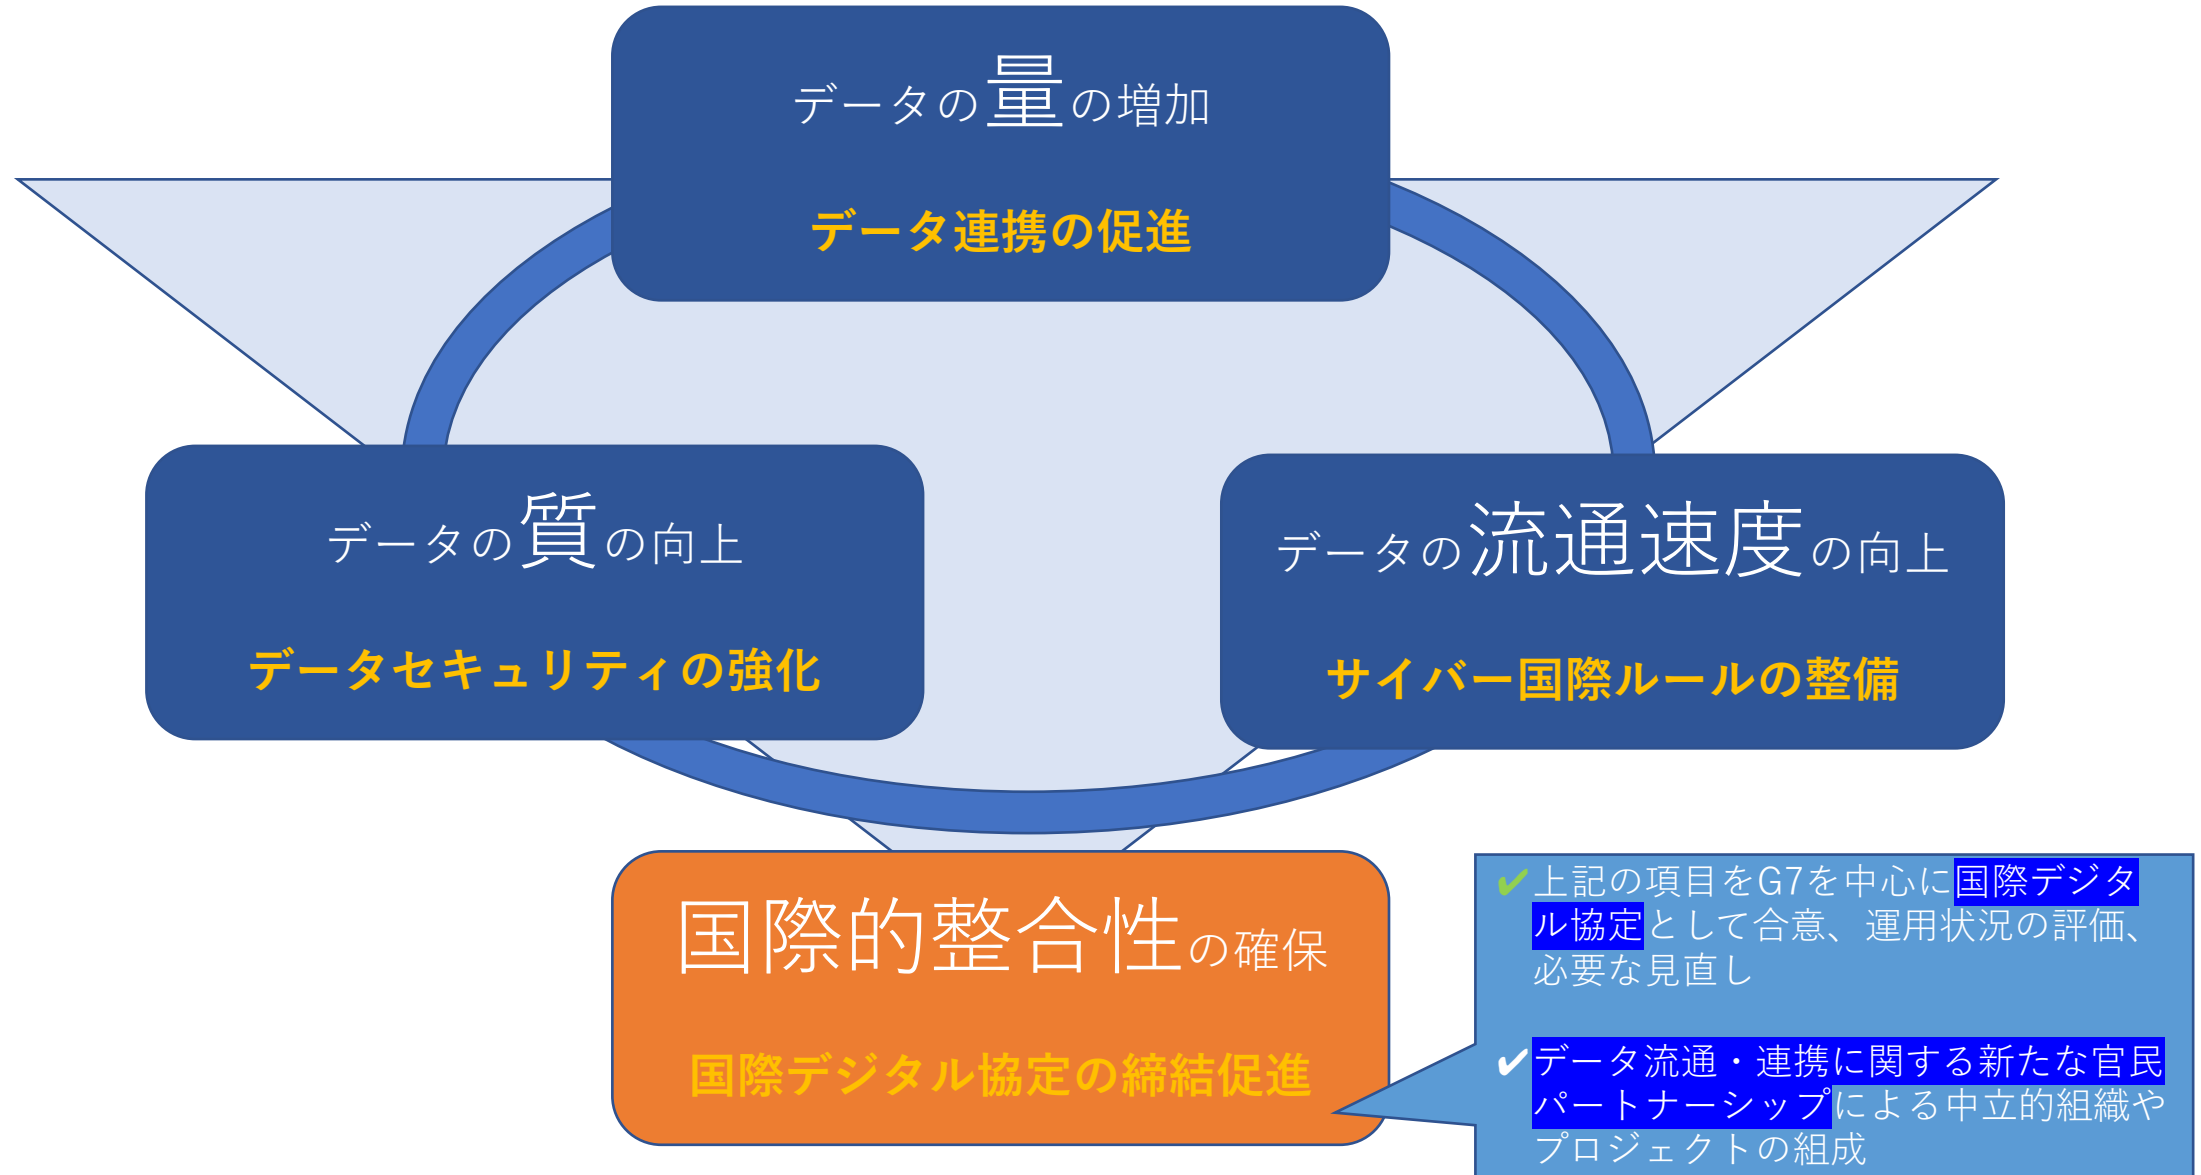 データの量の増加
データ連携の促進
データの質の向上
データセキュリティの強化
データの流通速度の向上
サイバー国際ルールの整備
国際的整合性の確保
国際デジタル協定の締結促進
✔上記の項目をG7を中心に国際デジタ
ル協定として合意、運用状況の評価、
必要な見直し
✔データ流通・連携に関する新たな官民
パートナーシップによる中立的組織や
プロジェクトの組成